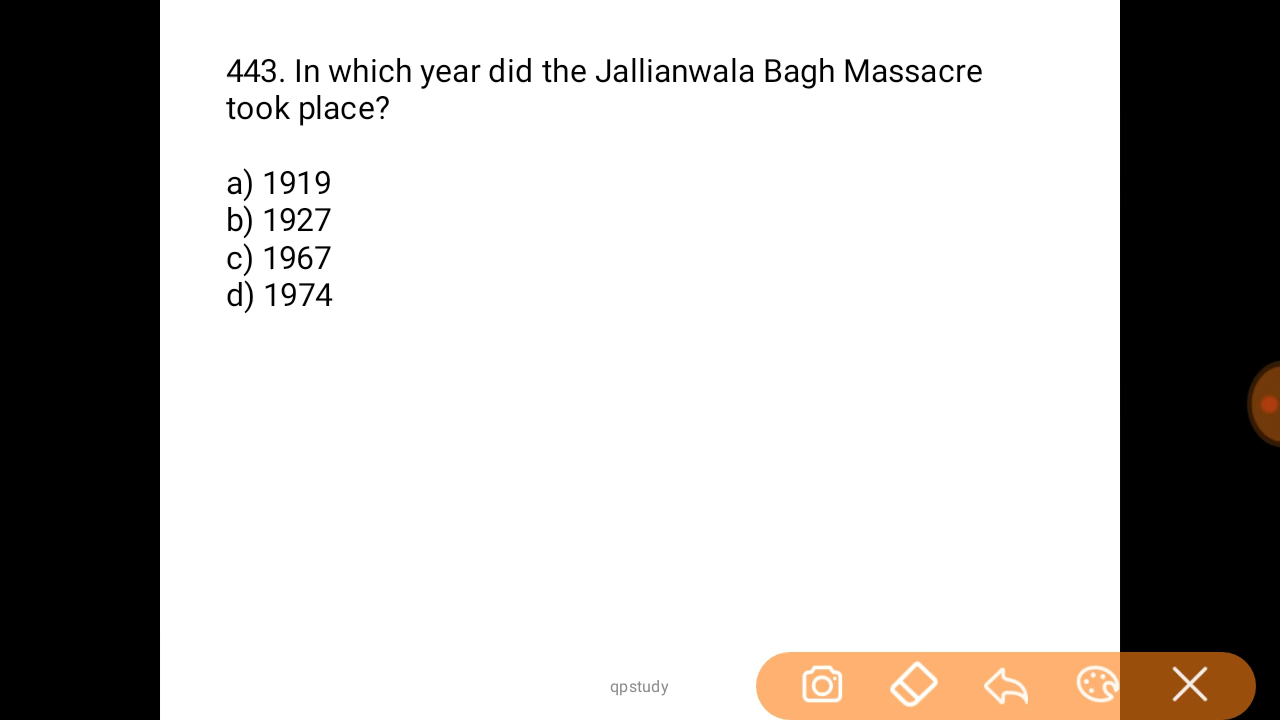 443. In which year did the Jallianwala Bagh Massacre
took place?
a) 1919
b) 1927
c) 1967
d) 1974
qpstudy